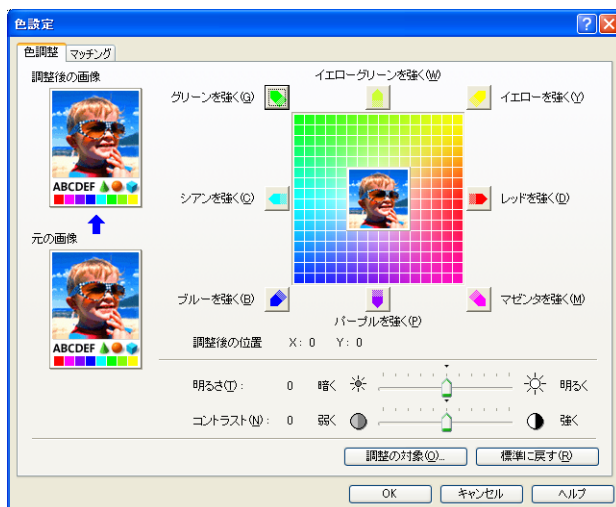 色設定
色調整 マッチング
調整後の画像
イエローグリーンを強く(W)
グリーンを強く(G)
イエローを強く(Y)
ABCDEF
シアンを強く(C)
レッドを強く(D)
元の画像
ブルーを強く(B)
マゼンタを強く(M)
パープルを強く(P)
ABCDEF
調整後の位置 X: 0 Y: 0
明るさ(T): 0 暗く 明るく
コントラスト(N): 0 弱く 強く
調整の対象(O)... 標準に戻す(R)
OK キャンセル ヘルプ